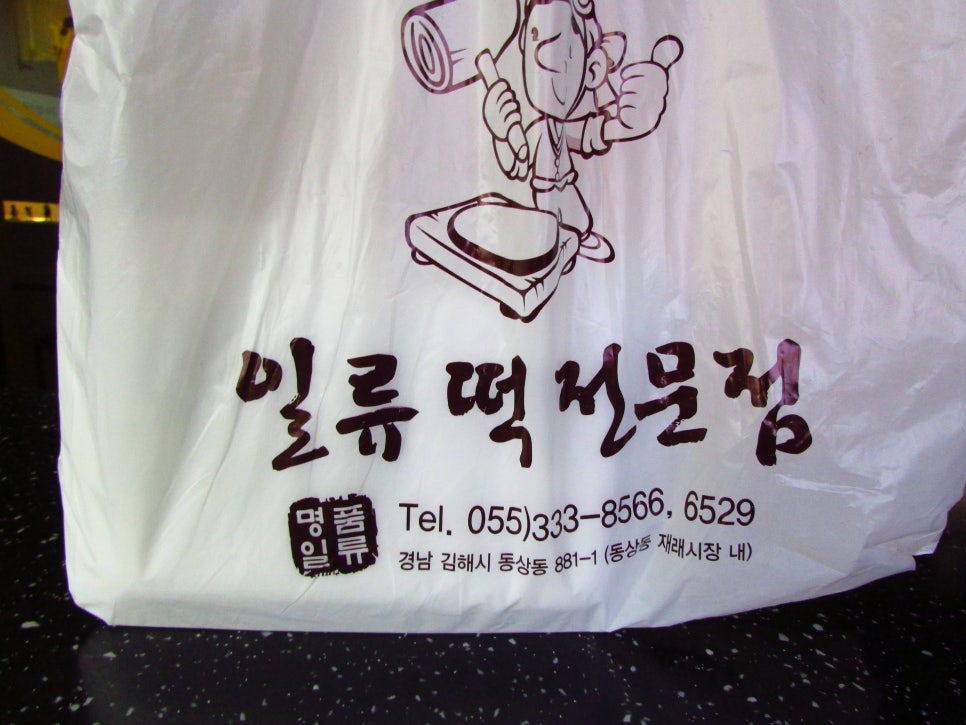 일류 떡 전문점
명품
일류
Tel. 055)333-8566, 6529
경남 김해시 동상동 881-1 (동상동 재래시장 내)